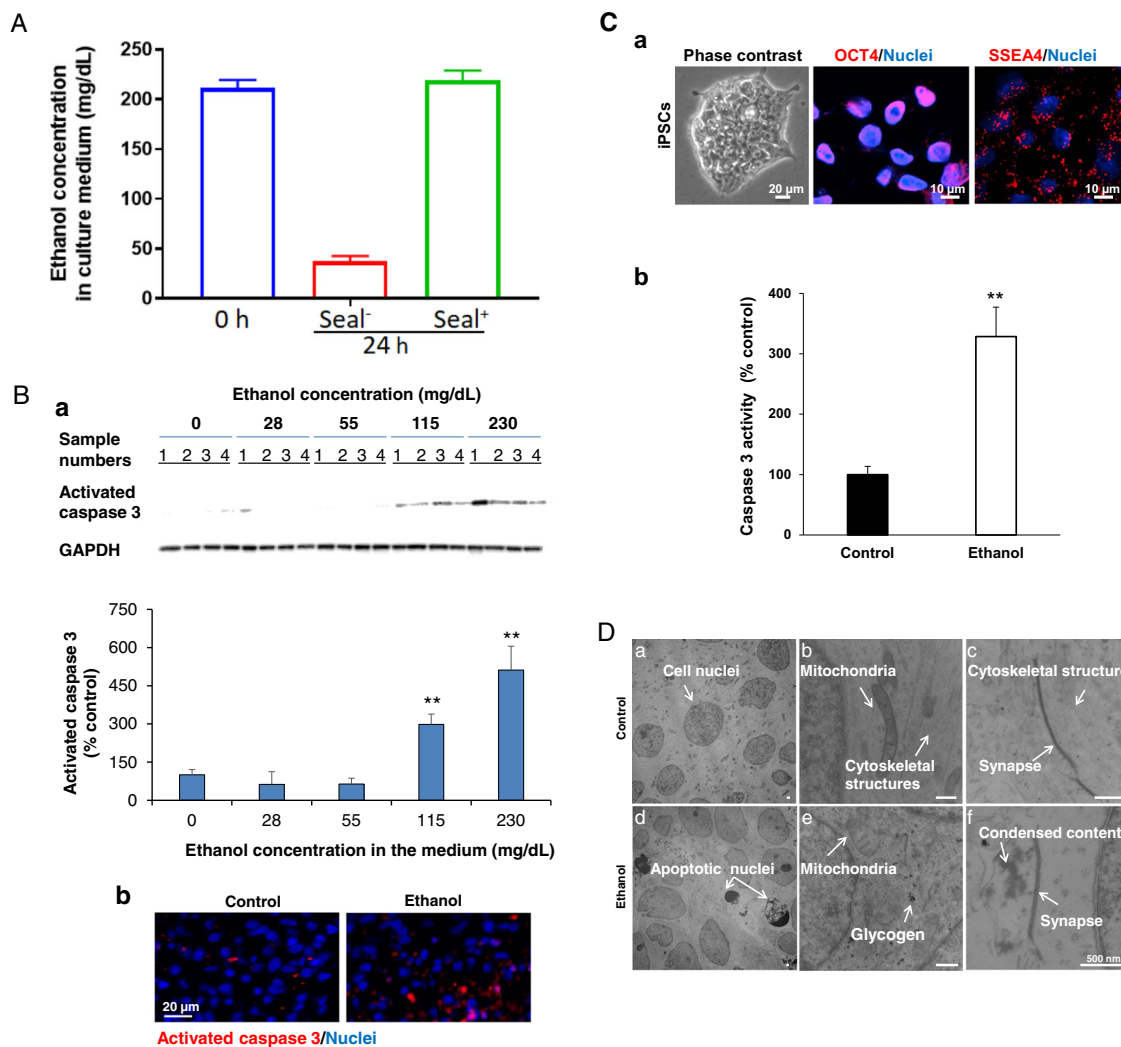 A
Ethanol concentration
in culture medium (mg/dL)
250
200
150
100
50
0
0 h
Seal-
Seal+
24 h
B
a
Ethanol concentration (mg/dL)
0 28 55 115 230
Sample
numbers
1 2 3 4 1 2 3 4 1 2 3 4 1 2 3 4 1 2 3 4
Activated
caspase 3
GAPDH
Activated caspase 3
(% control)
750
600
450
300
150
0
**
**
0 28 55 115 230
Ethanol concentration in the medium (mg/dL)
b
Control Ethanol
20 μm
Activated caspase 3/Nuclei
C
a
Phase contrast OCT4/Nuclei SSEA4/Nuclei
iPSCs
20 μm
10 μm
10 μm
b
Caspase 3 activity (% control)
400
300
200
100
0
**
Control Ethanol
D
Control
a
Cell nuclei
b
Mitochondria
Cytoskeletal
structures
c
Cytoskeletal structure
Synapse
Ethanol
d
Apoptotic nuclei
e
Mitochondria
Glycogen
f
Condensed content
Synapse
500 nm